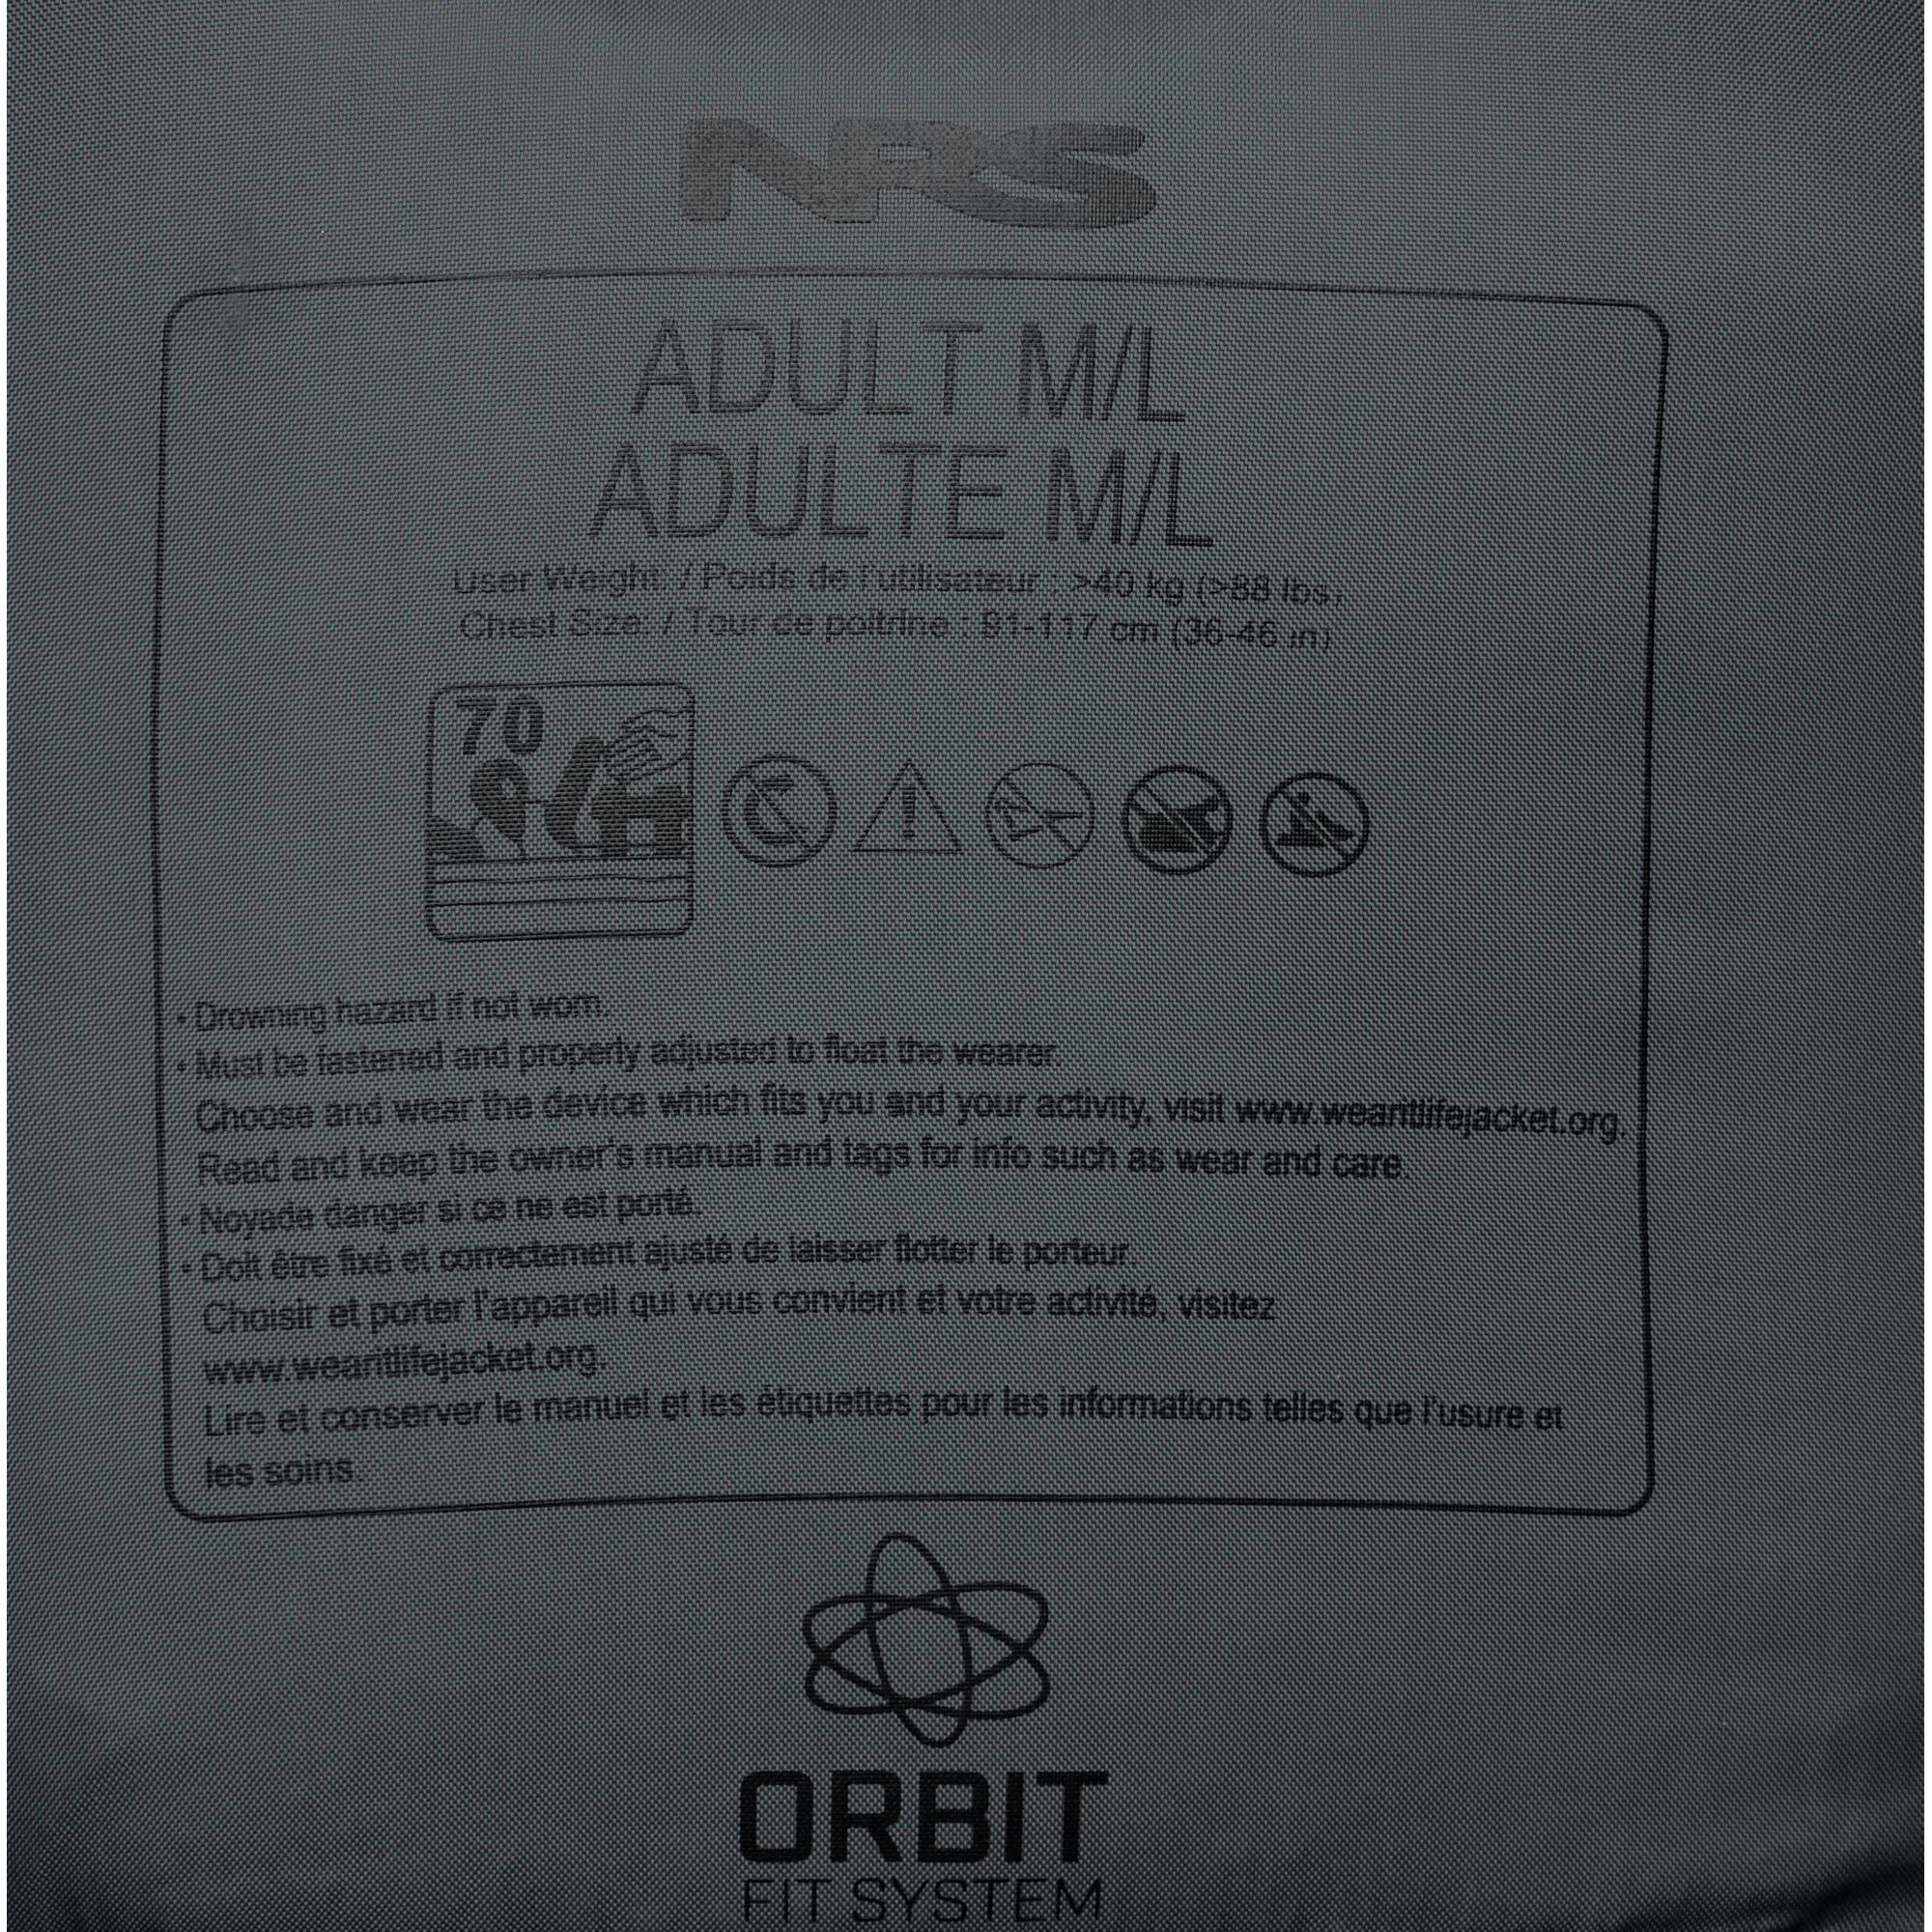 NRS
ADULT M/L
ADULTE M/L
User Weight: / Poids de l'utilisateur : >40 kg (>88 lbs)
Chest Size: / Tour de poitrine : 91-117 cm (36-46 in)
70
• Drowning hazard if not worn.
• Must be fastened and properly adjusted to float the wearer.
Choose and wear the device which fits you and your activity, visit www.wearitlifejacket.org.
Read and keep the owner's manual and tags for info such as wear and care.
• Noyade danger si ce ne est porté.
• Doit être fixé et correctement ajusté de laisser flotter le porteur.
Choisir et porter l'appareil qui vous convient et votre activité, visitez
www.wearitlifejacket.org.
Lire et conserver le manuel et les étiquettes pour les informations telles que l'usure et
les soins.
ORBIT
FIT SYSTEM